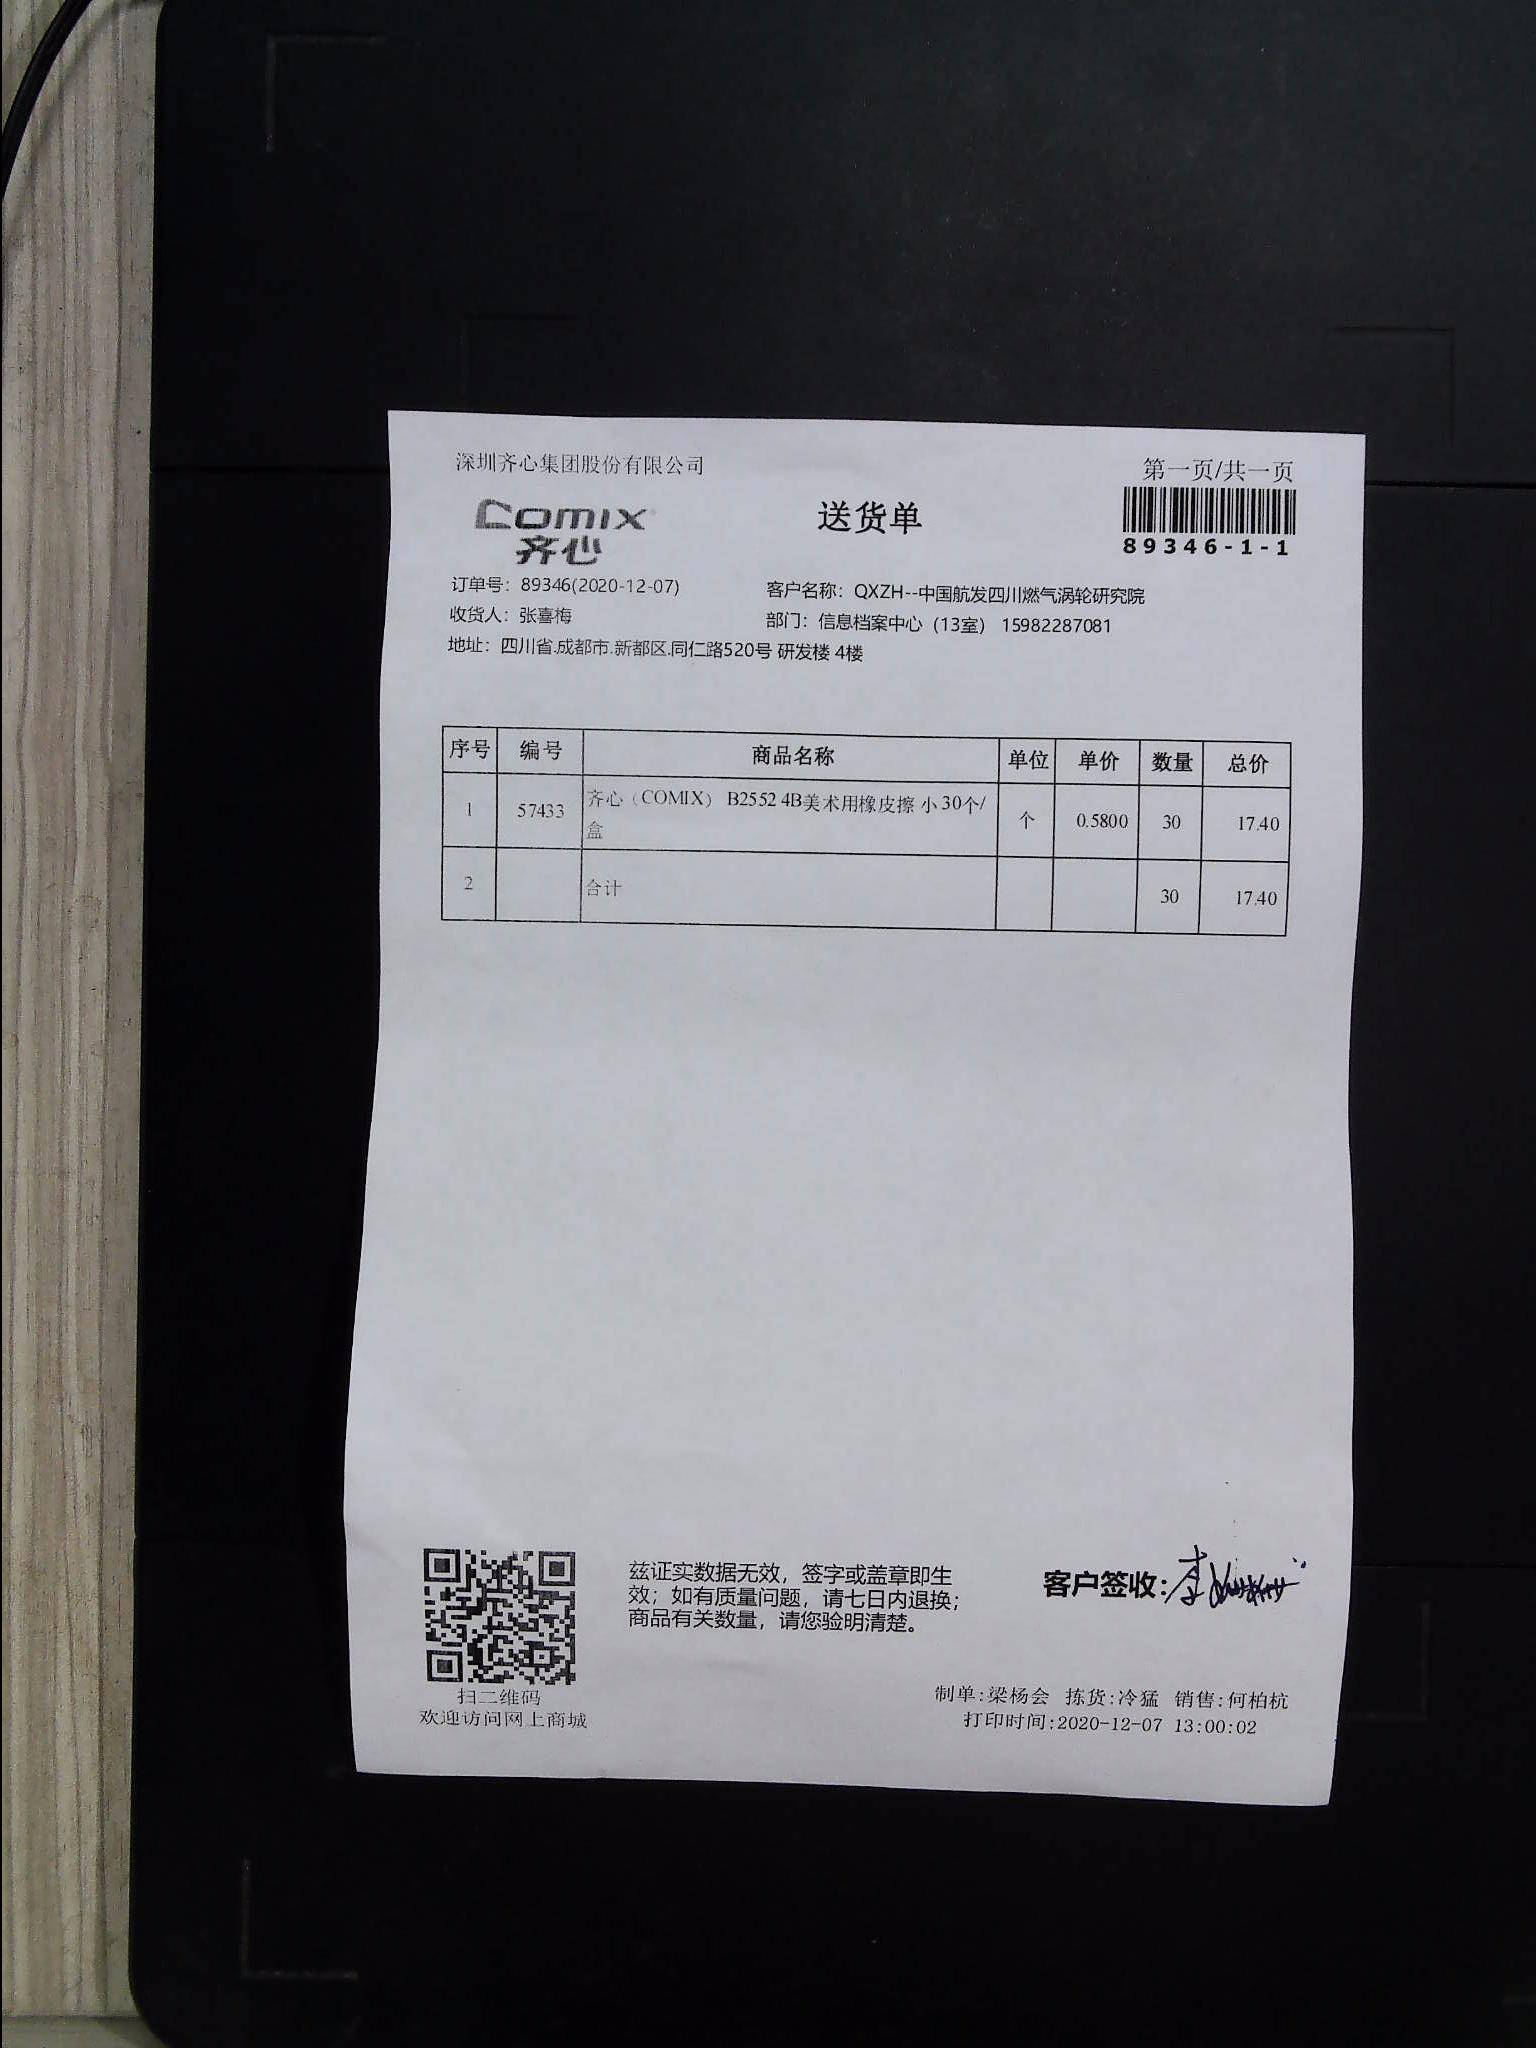 深圳齐心集团股份有限公司
第一页/共一页
comix
齐心
送货单
89346-1-1
订单号：89346(2020-12-07)
客户名称：QXZH--中国航发四川燃气涡轮研究院
收货人：张喜梅
部门：信息档案中心（13室） 15982287081
地址：四川省.成都市.新都区.同仁路520号 研发楼 4楼
序号 编号 商品名称 单位 单价 数量 总价
1 57433 齐心（COMIX） B2552 4B美术用橡皮擦 小 30个/ 个 0.5800 30 17.40
盒
2 合计 30 17.40
兹证实数据无效，签字或盖章即生
效；如有质量问题，请七日内退换；
商品有关数量，请您验明清楚。
客户签收：李
扫二维码
欢迎访问网上商城
制单:梁杨会 拣货:冷猛 销售:何柏杭
打印时间:2020-12-07 13:00:02